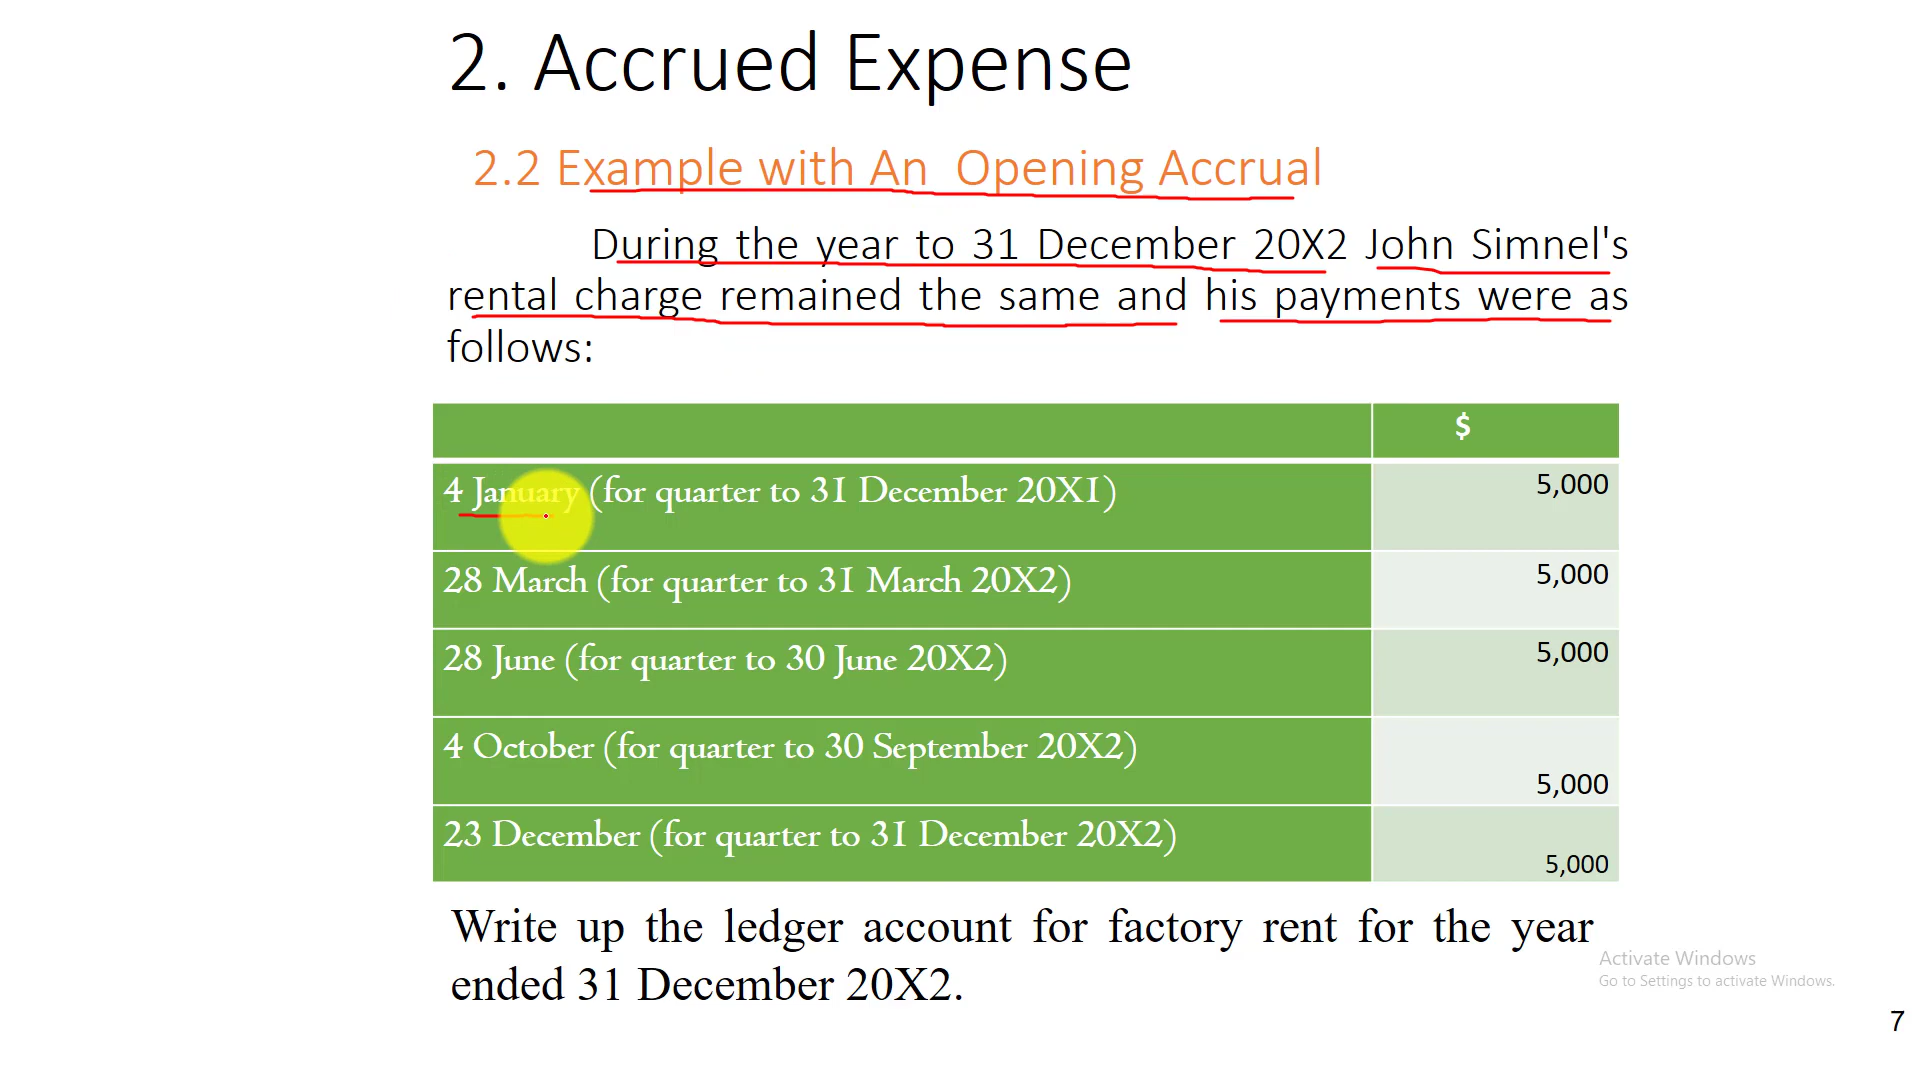 2. Accrued Expense
2.2 Example with An Opening Accrual
During the year to 31 December 20X2 John Simnel's
rental charge remained the same and his payments were as
follows:
$
4 January (for quarter to 31 December 20X1) 5,000
28 March (for quarter to 31 March 20X2) 5,000
28 June (for quarter to 30 June 20X2) 5,000
4 October (for quarter to 30 September 20X2) 5,000
23 December (for quarter to 31 December 20X2) 5,000
Write up the ledger account for factory rent for the year
ended 31 December 20X2.
Activate Windows
Go to Settings to activate Windows.
7